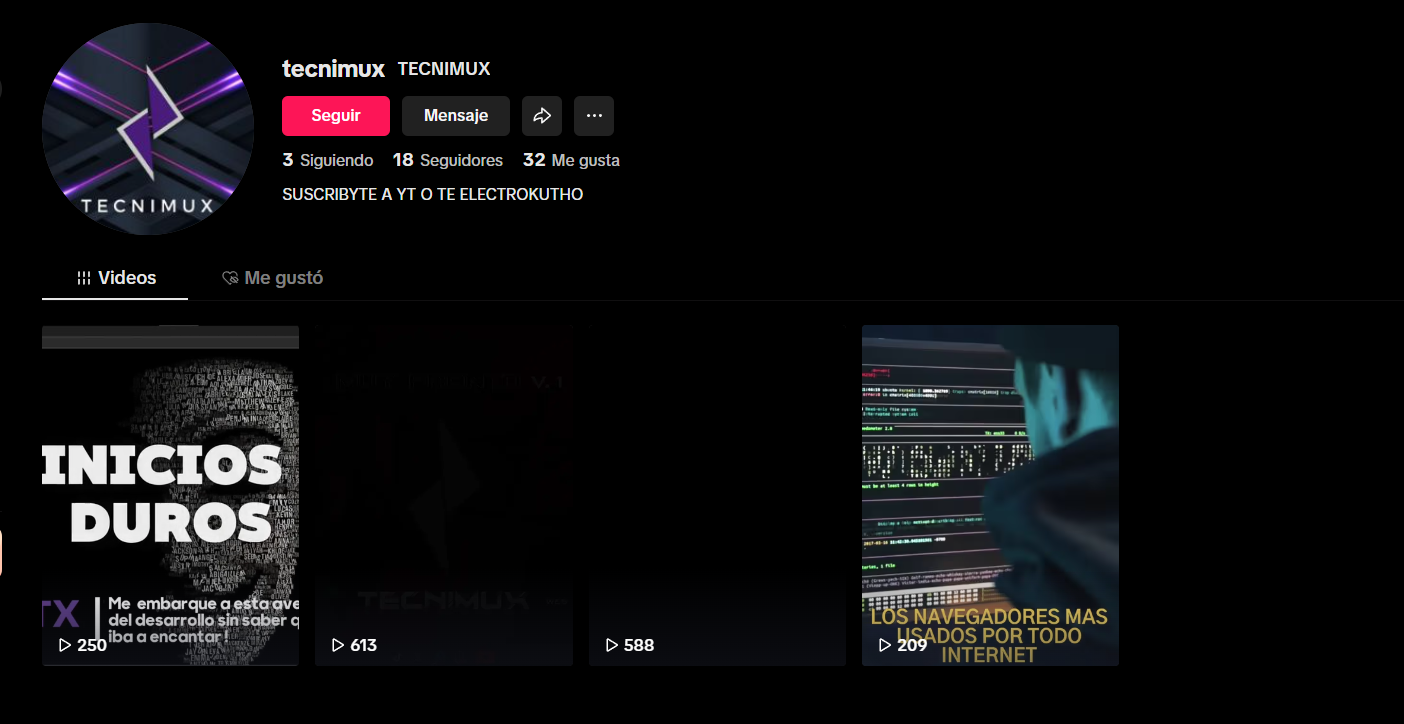 tecnimux TECNIMUX
Seguir Mensaje
3 Siguiendo 18 Seguidores 32 Me gusta
SUSCRIBYTE A YT O TE ELECTROKUTHO
TECNIMUX
Videos Me gustó
INICIOS
DUROS
TX
Me embarque a esta ave
del desarrollo sin saber q
iba a encantar!
250
V. 1
TECNIMUX
613
588
LOS NAVEGADORES MAS
USADOS POR TODO
INTERNET
209